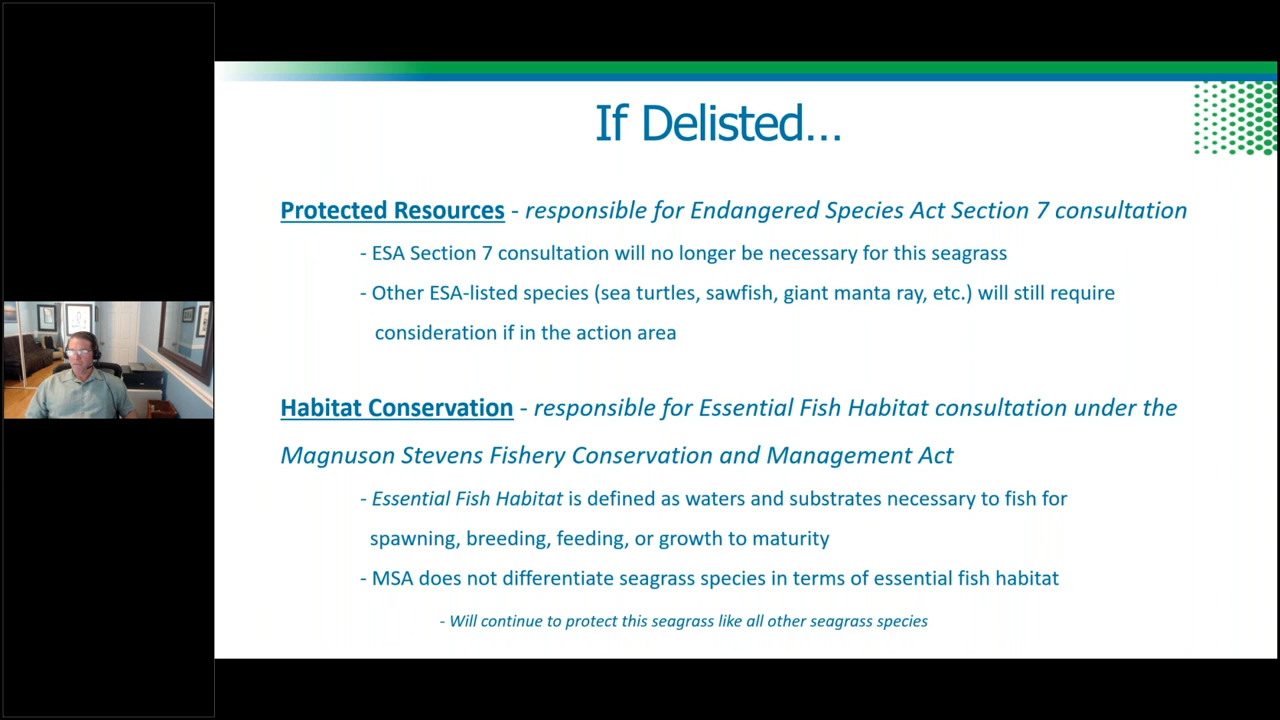 If Delisted...
Protected Resources - responsible for Endangered Species Act Section 7 consultation
- ESA Section 7 consultation will no longer be necessary for this seagrass
- Other ESA-listed species (sea turtles, sawfish, giant manta ray, etc.) will still require
consideration if in the action area
Habitat Conservation - responsible for Essential Fish Habitat consultation under the
Magnuson Stevens Fishery Conservation and Management Act
- Essential Fish Habitat is defined as waters and substrates necessary to fish for
spawning, breeding, feeding, or growth to maturity
- MSA does not differentiate seagrass species in terms of essential fish habitat
- Will continue to protect this seagrass like all other seagrass species